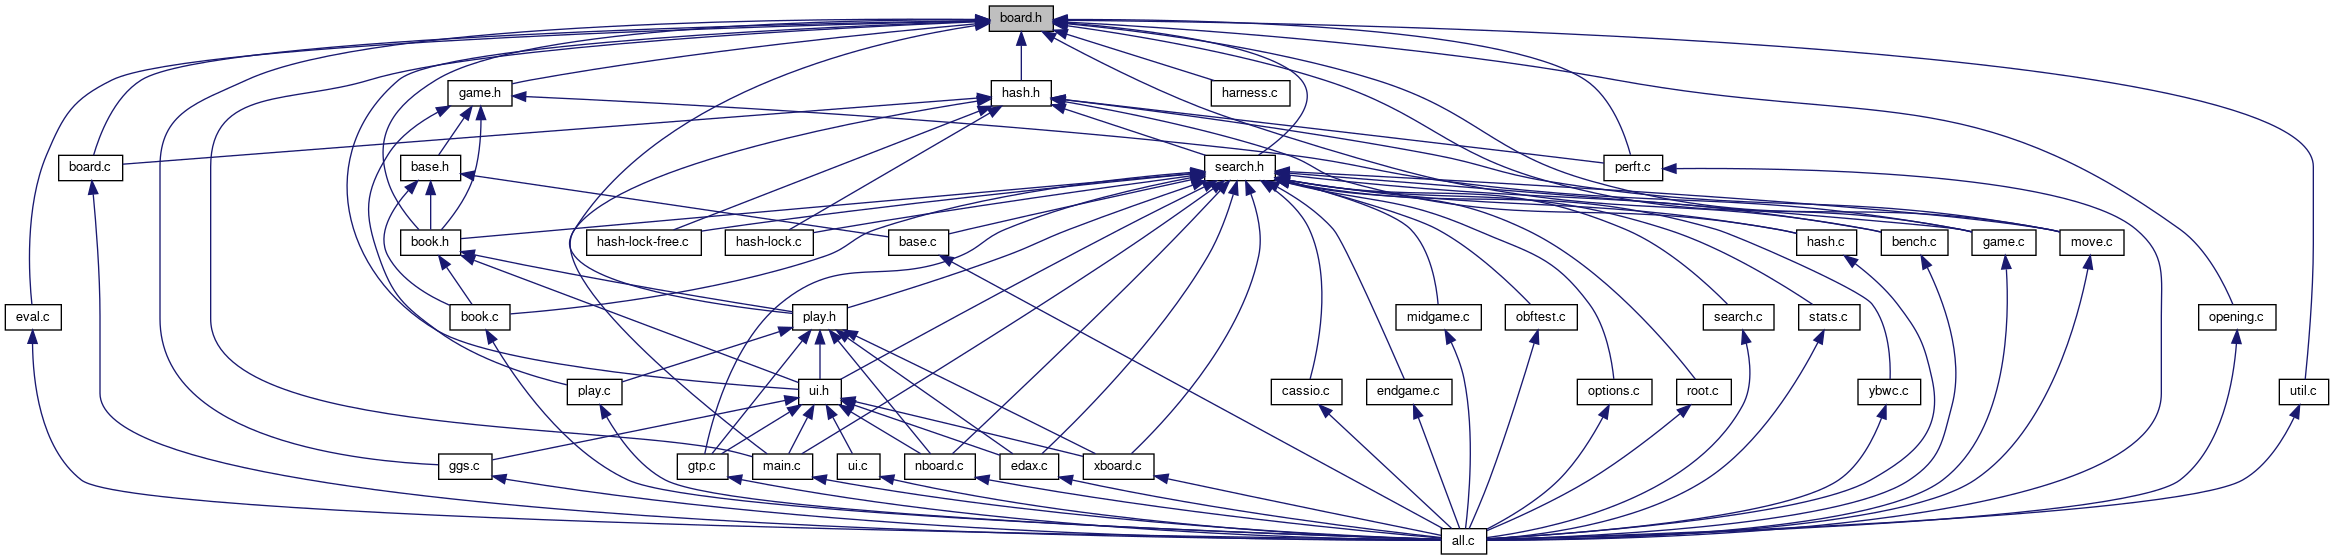 board.h
game.h
hash.h
harness.c
board.c
base.h
search.h
perft.c
book.h
hash-lock-free.c
hash-lock.c
base.c
hash.c
bench.c
game.c
move.c
eval.c
book.c
play.h
midgame.c
obftest.c
search.c
stats.c
opening.c
play.c
ui.h
cassio.c
endgame.c
options.c
root.c
ybwc.c
util.c
ggs.c
gtp.c
main.c
ui.c
nboard.c
edax.c
xboard.c
all.c